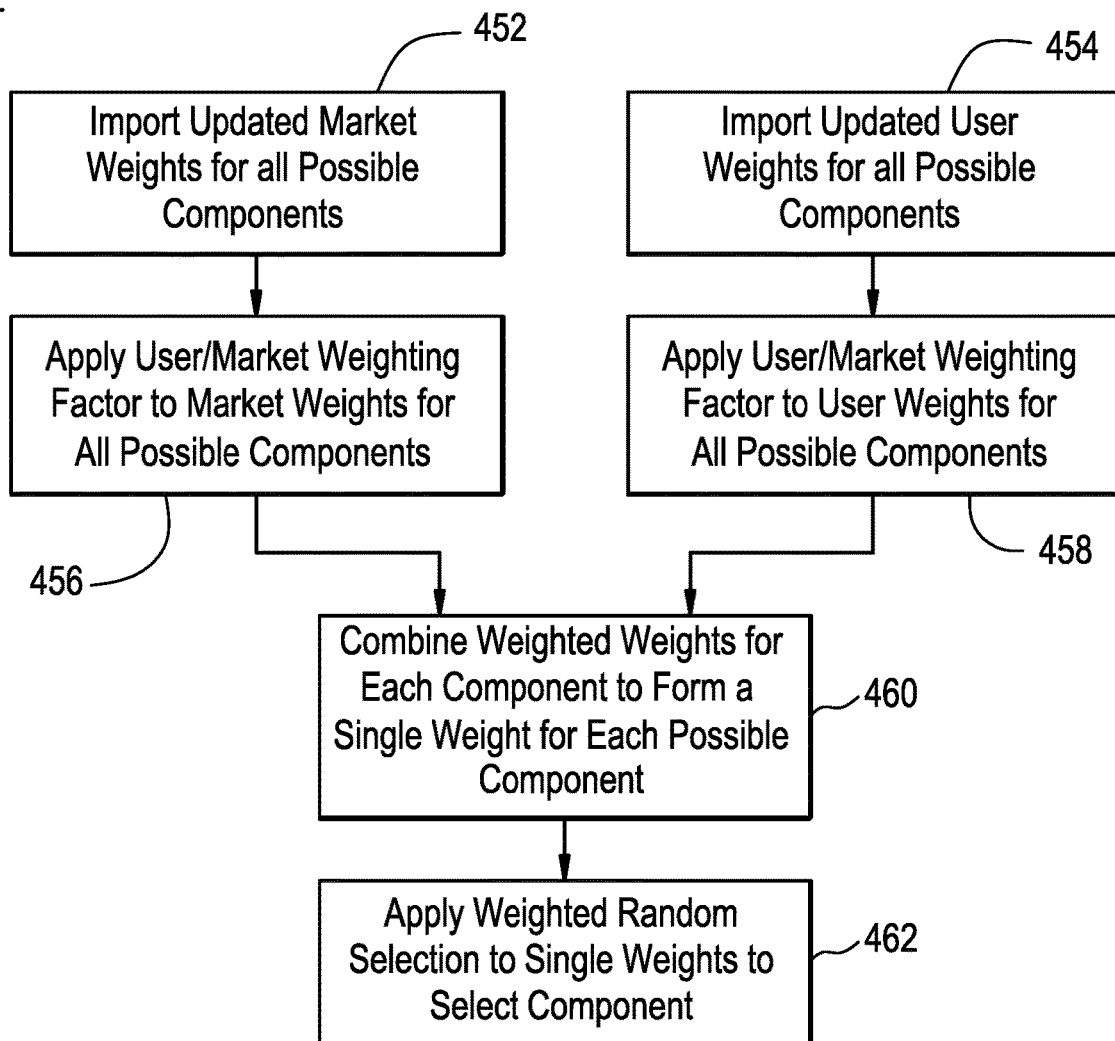 452
454
Import Updated Market
Weights for all Possible
Components
Import Updated User
Weights for all Possible
Components
Apply User/Market Weighting
Factor to Market Weights for
All Possible Components
Apply User/Market Weighting
Factor to User Weights for
All Possible Components
456
458
Combine Weighted Weights for
Each Component to Form a
Single Weight for Each Possible
Component
460
Apply Weighted Random
Selection to Single Weights to
Select Component
462